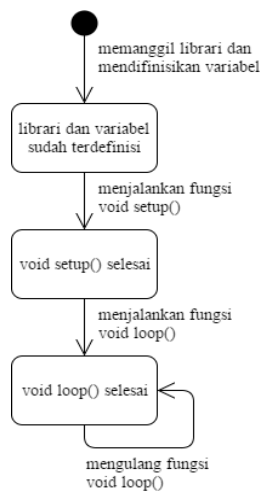 memanggil librari dan
mendifinisikan variabel
librari dan variabel
sudah terdefinisi
menjalankan fungsi
void setup()
void setup() selesai
menjalankan fungsi
void loop()
void loop() selesai
mengulang fungsi
void loop()